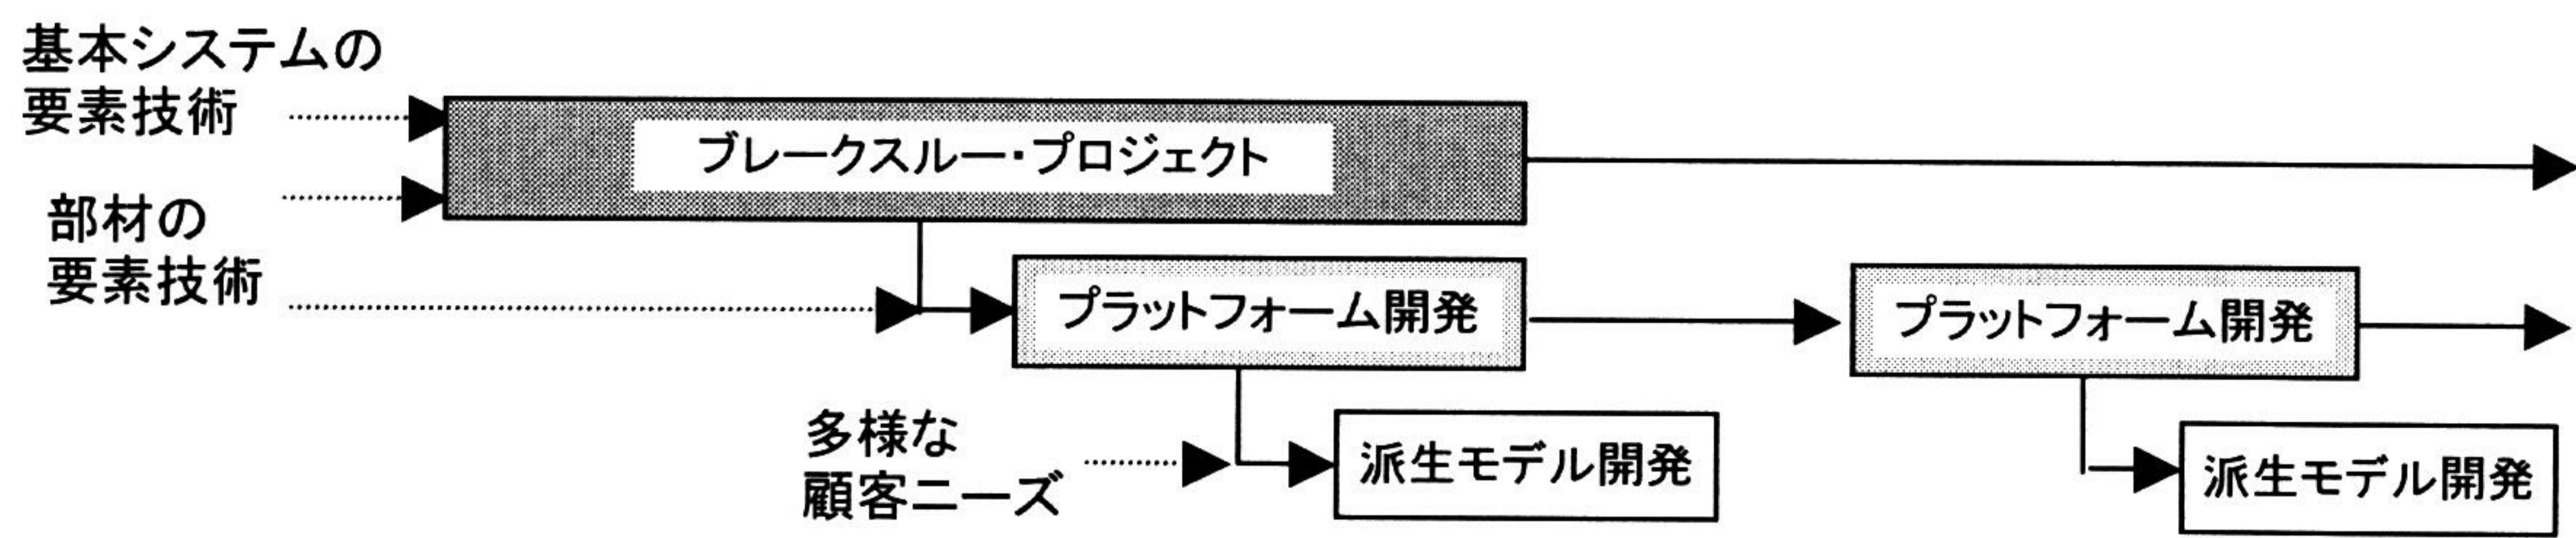 基本システムの
要素技術
ブレークスルー・プロジェクト
部材の
要素技術
プラットフォーム開発
プラットフォーム開発
多様な
顧客ニーズ
派生モデル開発
派生モデル開発